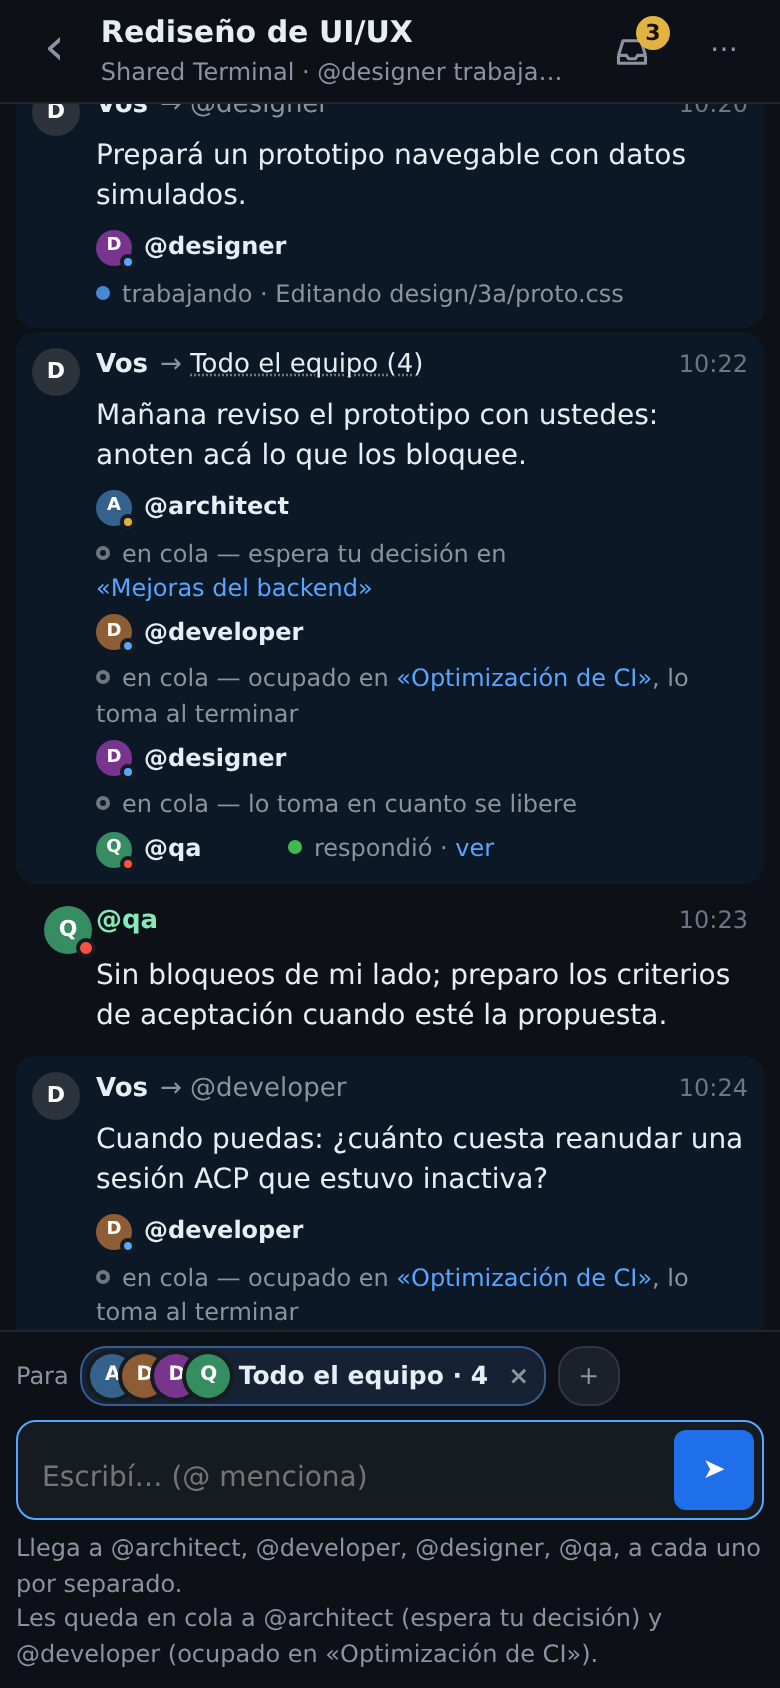 Rediseño de UI/UX
3
Shared Terminal · @designer trabaja…
D Vos → @designer 10:20
Prepará un prototipo navegable con datos
simulados.
D @designer
trabajando · Editando design/3a/proto.css
D Vos → Todo el equipo (4) 10:22
Mañana reviso el prototipo con ustedes:
anoten acá lo que los bloquee.
A @architect
en cola — espera tu decisión en
«Mejoras del backend»
D @developer
en cola — ocupado en «Optimización de CI», lo
toma al terminar
D @designer
en cola — lo toma en cuanto se libere
Q @qa respondió · ver
Q @qa 10:23
Sin bloqueos de mi lado; preparo los criterios
de aceptación cuando esté la propuesta.
D Vos → @developer 10:24
Cuando puedas: ¿cuánto cuesta reanudar una
sesión ACP que estuvo inactiva?
D @developer
en cola — ocupado en «Optimización de CI», lo
toma al terminar
Para A D D Q Todo el equipo · 4 × +
Escribí… (@ menciona)
Llega a @architect, @developer, @designer, @qa, a cada uno
por separado.
Les queda en cola a @architect (espera tu decisión) y
@developer (ocupado en «Optimización de CI»).